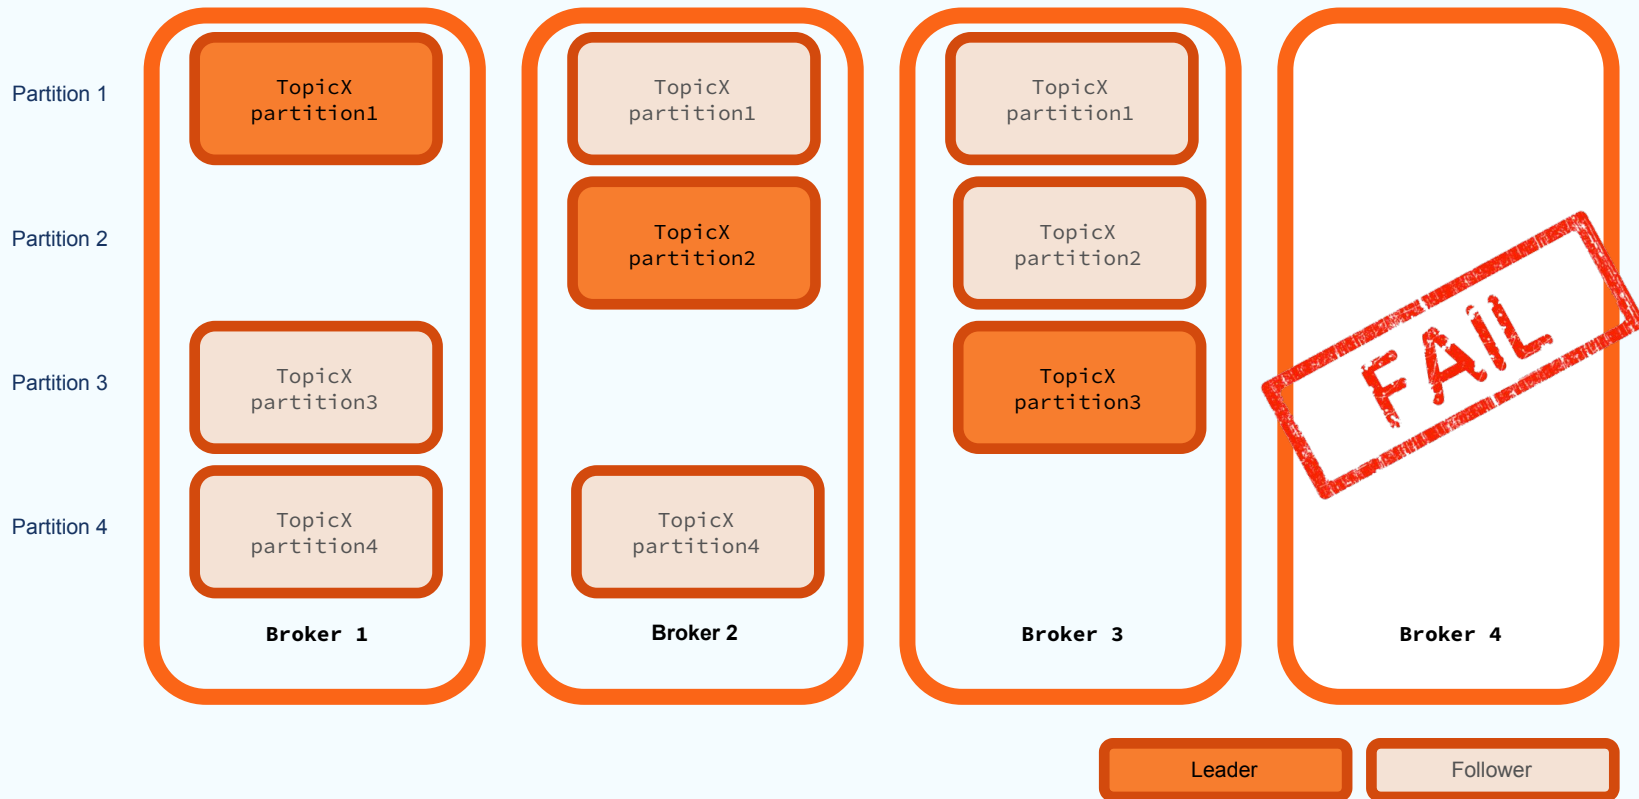 Partition 1
TopicX
partition1
TopicX
partition1
TopicX
partition1
Partition 2
TopicX
partition2
TopicX
partition2
Partition 3
TopicX
partition3
TopicX
partition3
FAIL
Partition 4
TopicX
partition4
TopicX
partition4
Broker 1
Broker 2
Broker 3
Broker 4
Leader
Follower